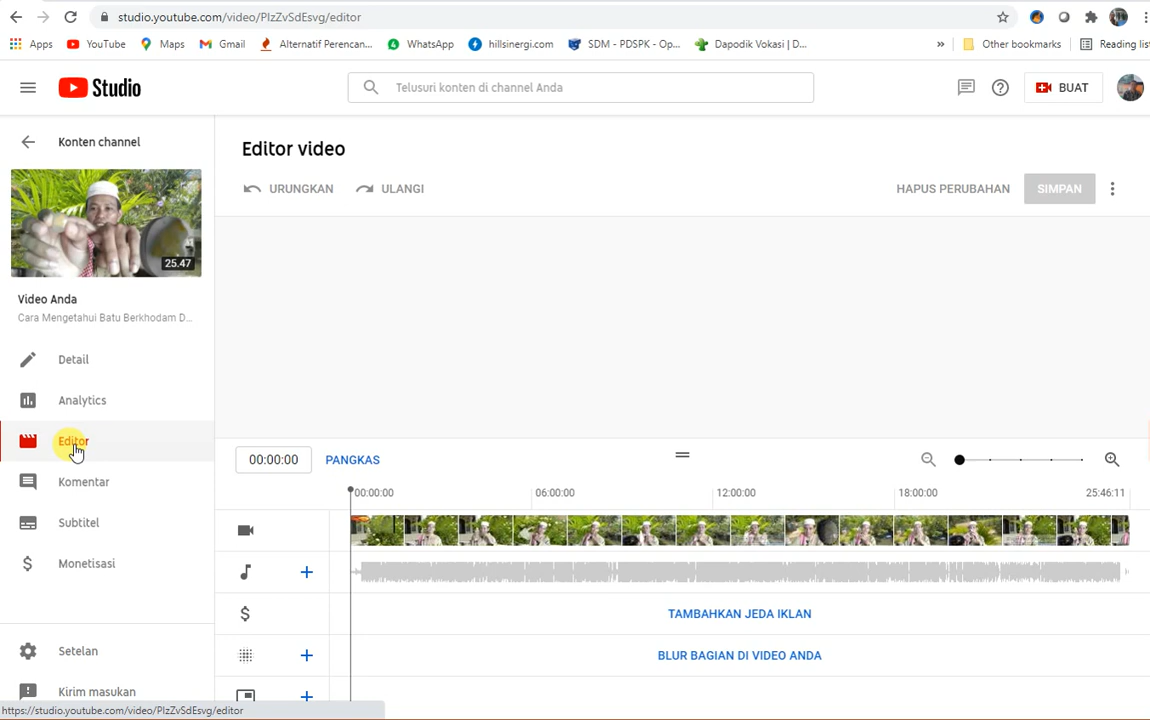 studio.youtube.com/video/PIzZvSdEsvg/editor
Apps YouTube Maps Gmail Alternatif Perencan... WhatsApp hillsinergi.com SDM - PDSPK - Op... Dapodik Vokasi | D... » Other bookmarks Reading list
Studio
Telusuri konten di channel Anda
BUAT
Konten channel
25.47
Video Anda
Cara Mengetahui Batu Berkhodam D...
Detail
Analytics
Editor
Komentar
Subtitel
Monetisasi
Setelan
Kirim masukan
Editor video
URUNGKAN ULANGI HAPUS PERUBAHAN SIMPAN
00:00:00 PANGKAS
00:00:00 06:00:00 12:00:00 18:00:00 25:46:11
TAMBAHKAN JEDA IKLAN
BLUR BAGIAN DI VIDEO ANDA
https://studio.youtube.com/video/PIzZvSdEsvg/editor